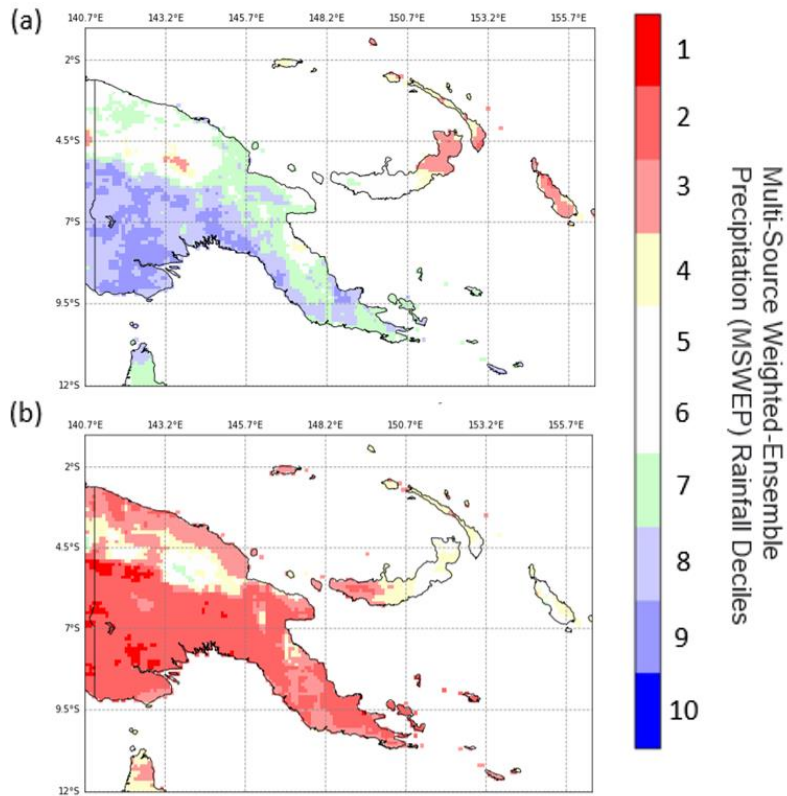 (a)
140.7°E 143.2°E 145.7°E 148.2°E 150.7°E 153.2°E 155.7°E
2°S
4.5°S
7°S
9.5°S
12°S
(b)
140.7°E 143.2°E 145.7°E 148.2°E 150.7°E 153.2°E 155.7°E
2°S
4.5°S
7°S
9.5°S
12°S
1
2
3
4
5
6
7
8
9
10
Multi-Source Weighted-Ensemble
Precipitation (MSWEP) Rainfall Deciles